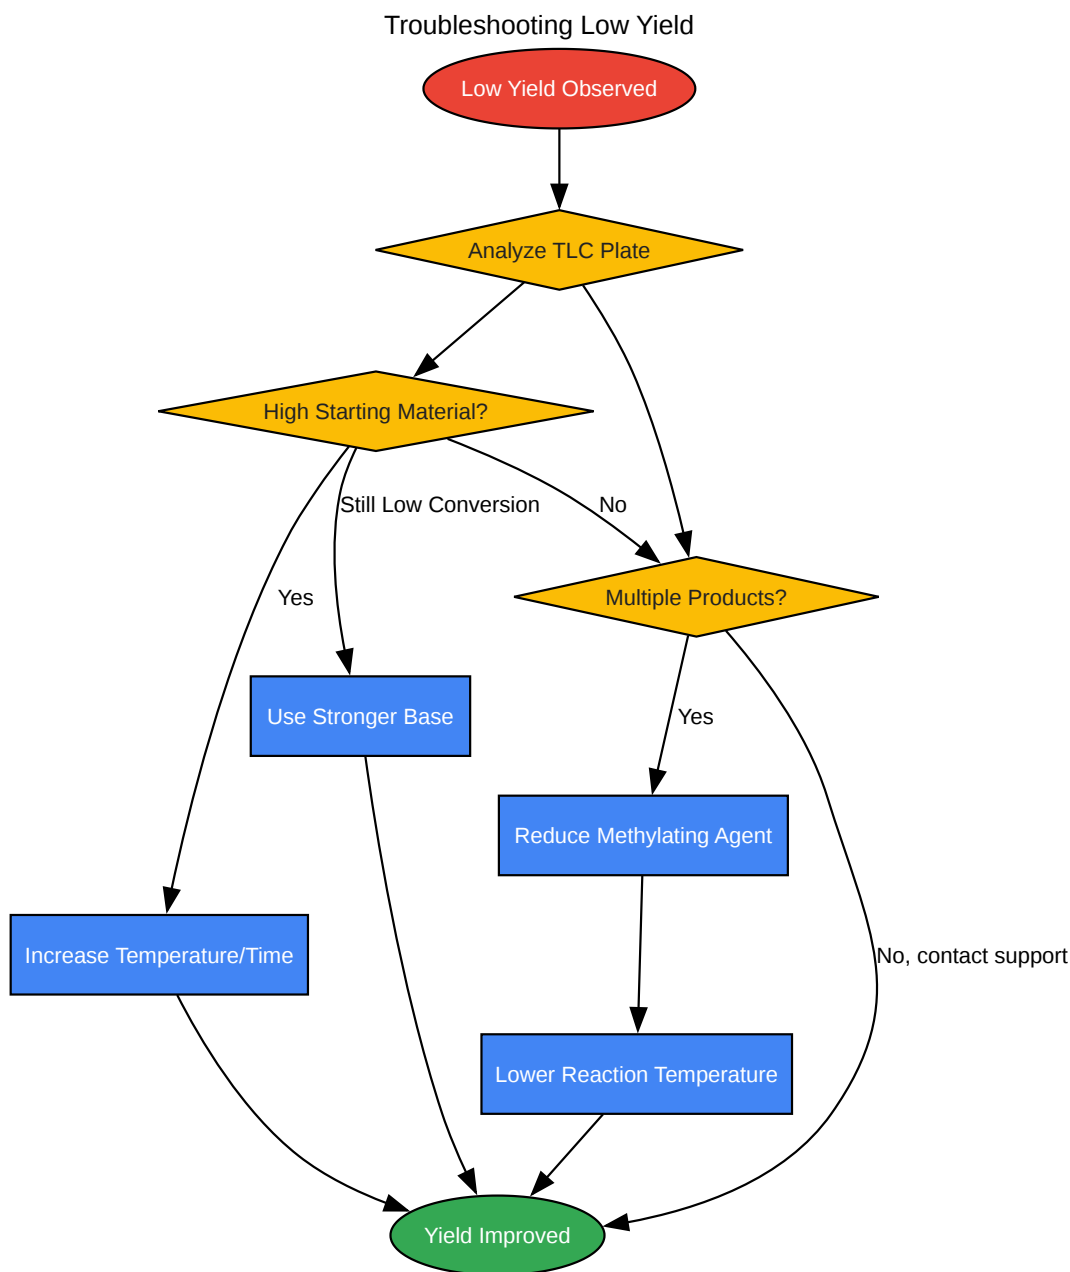 Troubleshooting Low Yield
Low Yield Observed
Analyze TLC Plate
High Starting Material?
Still Low Conversion
No
Yes
Multiple Products?
Use Stronger Base
Yes
Reduce Methylating Agent
Increase Temperature/Time
No, contact support
Lower Reaction Temperature
Yield Improved